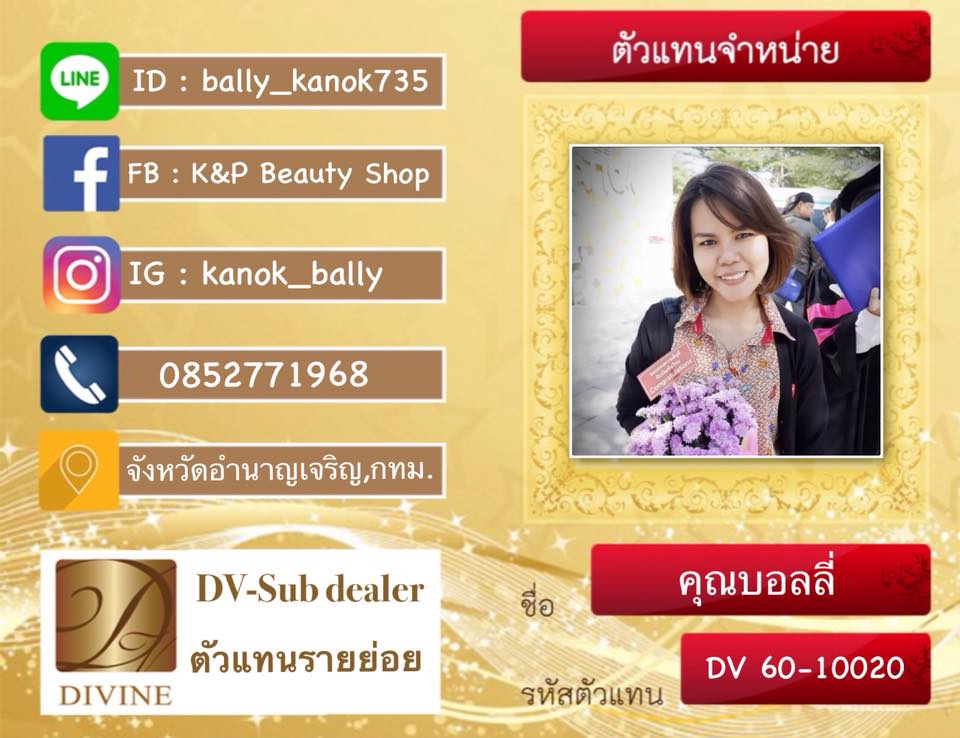 LINE
ID : bally_kanok735
FB : K&P Beauty Shop
IG : kanok_bally
0852771968
จังหวัดอำนาญเจริญ,กทม.
DIVINE
DV-Sub dealer
ตัวแทนรายย่อย
ตัวแทนจำหน่าย
Congratulations
ชื่อ
คุณบอลลี่
รหัสตัวแทน
DV 60-10020